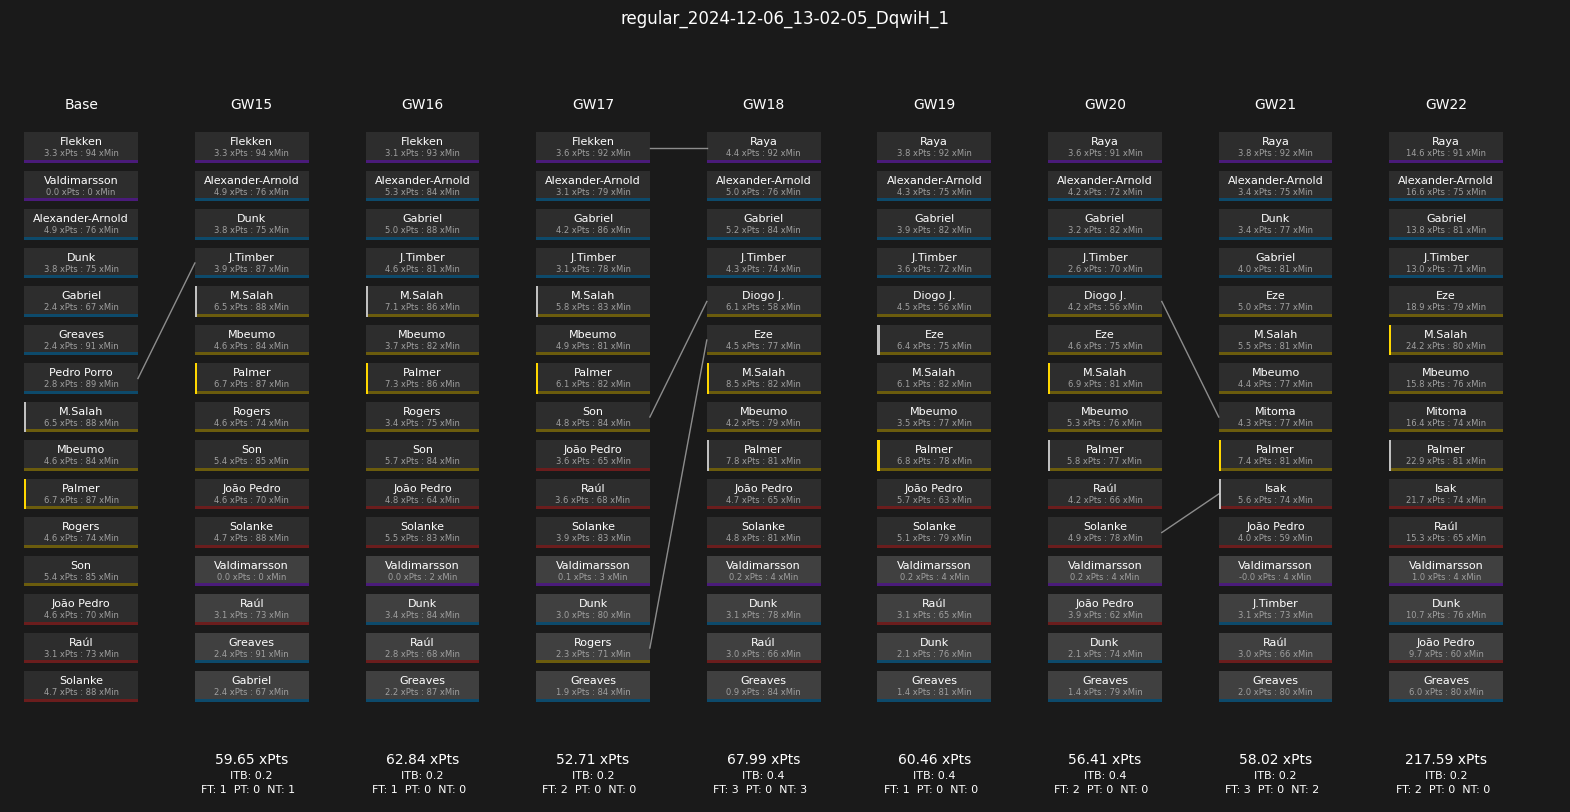 regular_2024-12-06_13-02-05_DqwiH_1
Base
Flekken
3.3 xPts : 94 xMin
Valdimarsson
0.0 xPts : 0 xMin
Alexander-Arnold
4.9 xPts : 76 xMin
Dunk
3.8 xPts : 75 xMin
Gabriel
2.4 xPts : 67 xMin
Greaves
2.4 xPts : 91 xMin
Pedro Porro
2.8 xPts : 89 xMin
M.Salah
6.5 xPts : 88 xMin
Mbeumo
4.6 xPts : 84 xMin
Palmer
6.7 xPts : 87 xMin
Rogers
4.6 xPts : 74 xMin
Son
5.4 xPts : 85 xMin
João Pedro
4.6 xPts : 70 xMin
Raúl
3.1 xPts : 73 xMin
Solanke
4.7 xPts : 88 xMin
GW15
Flekken
3.3 xPts : 94 xMin
Alexander-Arnold
4.9 xPts : 76 xMin
Dunk
3.8 xPts : 75 xMin
J.Timber
3.9 xPts : 87 xMin
M.Salah
6.5 xPts : 88 xMin
Mbeumo
4.6 xPts : 84 xMin
Palmer
6.7 xPts : 87 xMin
Rogers
4.6 xPts : 74 xMin
Son
5.4 xPts : 85 xMin
João Pedro
4.6 xPts : 70 xMin
Solanke
4.7 xPts : 88 xMin
Valdimarsson
0.0 xPts : 0 xMin
Raúl
3.1 xPts : 73 xMin
Greaves
2.4 xPts : 91 xMin
Gabriel
2.4 xPts : 67 xMin
59.65 xPts
ITB: 0.2
FT: 1 PT: 0 NT: 1
GW16
Flekken
3.1 xPts : 93 xMin
Alexander-Arnold
5.3 xPts : 84 xMin
Gabriel
5.0 xPts : 88 xMin
J.Timber
4.6 xPts : 81 xMin
M.Salah
7.1 xPts : 86 xMin
Mbeumo
3.7 xPts : 82 xMin
Palmer
7.3 xPts : 86 xMin
Rogers
3.4 xPts : 75 xMin
Son
5.7 xPts : 84 xMin
João Pedro
4.8 xPts : 64 xMin
Solanke
5.5 xPts : 83 xMin
Valdimarsson
0.0 xPts : 2 xMin
Dunk
3.4 xPts : 84 xMin
Raúl
2.8 xPts : 68 xMin
Greaves
2.2 xPts : 87 xMin
62.84 xPts
ITB: 0.2
FT: 1 PT: 0 NT: 0
GW17
Flekken
3.6 xPts : 92 xMin
Alexander-Arnold
3.1 xPts : 79 xMin
Gabriel
4.2 xPts : 86 xMin
J.Timber
3.1 xPts : 78 xMin
M.Salah
5.8 xPts : 83 xMin
Mbeumo
4.9 xPts : 81 xMin
Palmer
6.1 xPts : 82 xMin
Son
4.8 xPts : 84 xMin
João Pedro
3.6 xPts : 65 xMin
Raúl
3.6 xPts : 68 xMin
Solanke
3.9 xPts : 83 xMin
Valdimarsson
0.1 xPts : 3 xMin
Dunk
3.0 xPts : 80 xMin
Rogers
2.3 xPts : 71 xMin
Greaves
1.9 xPts : 84 xMin
52.71 xPts
ITB: 0.2
FT: 2 PT: 0 NT: 0
GW18
Raya
4.4 xPts : 92 xMin
Alexander-Arnold
5.0 xPts : 76 xMin
Gabriel
5.2 xPts : 84 xMin
J.Timber
4.3 xPts : 74 xMin
Diogo J.
6.1 xPts : 58 xMin
Eze
4.5 xPts : 77 xMin
M.Salah
8.5 xPts : 82 xMin
Mbeumo
4.2 xPts : 79 xMin
Palmer
7.8 xPts : 81 xMin
João Pedro
4.7 xPts : 65 xMin
Solanke
4.8 xPts : 81 xMin
Valdimarsson
0.2 xPts : 4 xMin
Dunk
3.1 xPts : 78 xMin
Raúl
3.0 xPts : 66 xMin
Greaves
0.9 xPts : 84 xMin
67.99 xPts
ITB: 0.4
FT: 3 PT: 0 NT: 3
GW19
Raya
3.8 xPts : 92 xMin
Alexander-Arnold
4.3 xPts : 75 xMin
Gabriel
3.9 xPts : 82 xMin
J.Timber
3.6 xPts : 72 xMin
Diogo J.
4.5 xPts : 56 xMin
Eze
6.4 xPts : 75 xMin
M.Salah
6.1 xPts : 82 xMin
Mbeumo
3.5 xPts : 77 xMin
Palmer
6.8 xPts : 78 xMin
João Pedro
5.7 xPts : 63 xMin
Solanke
5.1 xPts : 79 xMin
Valdimarsson
0.2 xPts : 4 xMin
Raúl
3.1 xPts : 65 xMin
Dunk
2.1 xPts : 76 xMin
Greaves
1.4 xPts : 81 xMin
60.46 xPts
ITB: 0.4
FT: 1 PT: 0 NT: 0
GW20
Raya
3.6 xPts : 91 xMin
Alexander-Arnold
4.2 xPts : 72 xMin
Gabriel
3.2 xPts : 82 xMin
J.Timber
2.6 xPts : 70 xMin
Diogo J.
4.2 xPts : 56 xMin
Eze
4.6 xPts : 75 xMin
M.Salah
6.9 xPts : 81 xMin
Mbeumo
5.3 xPts : 76 xMin
Palmer
5.8 xPts : 77 xMin
Raúl
4.2 xPts : 66 xMin
Solanke
4.9 xPts : 78 xMin
Valdimarsson
0.2 xPts : 4 xMin
João Pedro
3.9 xPts : 62 xMin
Dunk
2.1 xPts : 74 xMin
Greaves
1.4 xPts : 79 xMin
56.41 xPts
ITB: 0.4
FT: 2 PT: 0 NT: 0
GW21
Raya
3.8 xPts : 92 xMin
Alexander-Arnold
3.4 xPts : 75 xMin
Dunk
3.4 xPts : 77 xMin
Gabriel
4.0 xPts : 81 xMin
Eze
5.0 xPts : 77 xMin
M.Salah
5.5 xPts : 81 xMin
Mbeumo
4.4 xPts : 77 xMin
Mitoma
4.3 xPts : 77 xMin
Palmer
7.4 xPts : 81 xMin
Isak
5.6 xPts : 74 xMin
João Pedro
4.0 xPts : 59 xMin
Valdimarsson
-0.0 xPts : 4 xMin
J.Timber
3.1 xPts : 73 xMin
Raúl
3.0 xPts : 66 xMin
Greaves
2.0 xPts : 80 xMin
58.02 xPts
ITB: 0.2
FT: 3 PT: 0 NT: 2
GW22
Raya
14.6 xPts : 91 xMin
Alexander-Arnold
16.6 xPts : 75 xMin
Gabriel
13.8 xPts : 81 xMin
J.Timber
13.0 xPts : 71 xMin
Eze
18.9 xPts : 79 xMin
M.Salah
24.2 xPts : 80 xMin
Mbeumo
15.8 xPts : 76 xMin
Mitoma
16.4 xPts : 74 xMin
Palmer
22.9 xPts : 81 xMin
Isak
21.7 xPts : 74 xMin
Raúl
15.3 xPts : 65 xMin
Valdimarsson
1.0 xPts : 4 xMin
Dunk
10.7 xPts : 76 xMin
João Pedro
9.7 xPts : 60 xMin
Greaves
6.0 xPts : 80 xMin
217.59 xPts
ITB: 0.2
FT: 2 PT: 0 NT: 0